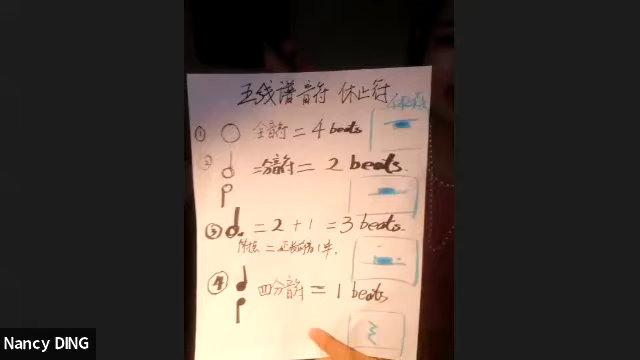 五线谱音符 休止符
① 全音符 = 4 beats
② 二分音符 = 2 beats.
③ = 2 + 1 = 3 beats.
附点 = 延长前音1半.
④ 四分音符 = 1 beats
Nancy DING